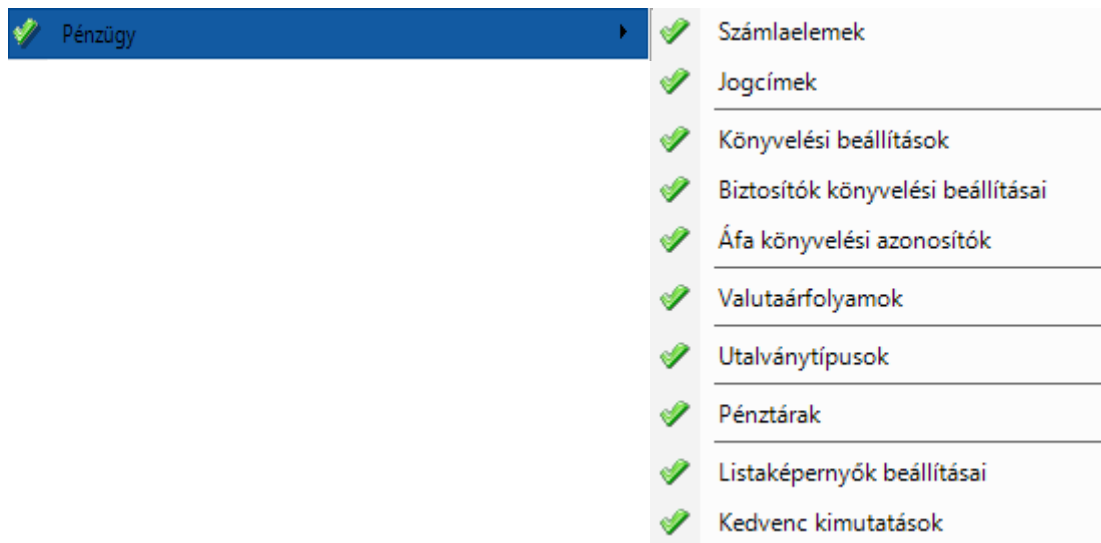 Pénzügy
Számlaelemek
Jogcímek
Könyvelési beállítások
Biztosítók könyvelési beállításai
Áfa könyvelési azonosítók
Valutaárfolyamok
Utalványtípusok
Pénztárak
Listaképernyők beállításai
Kedvenc kimutatások